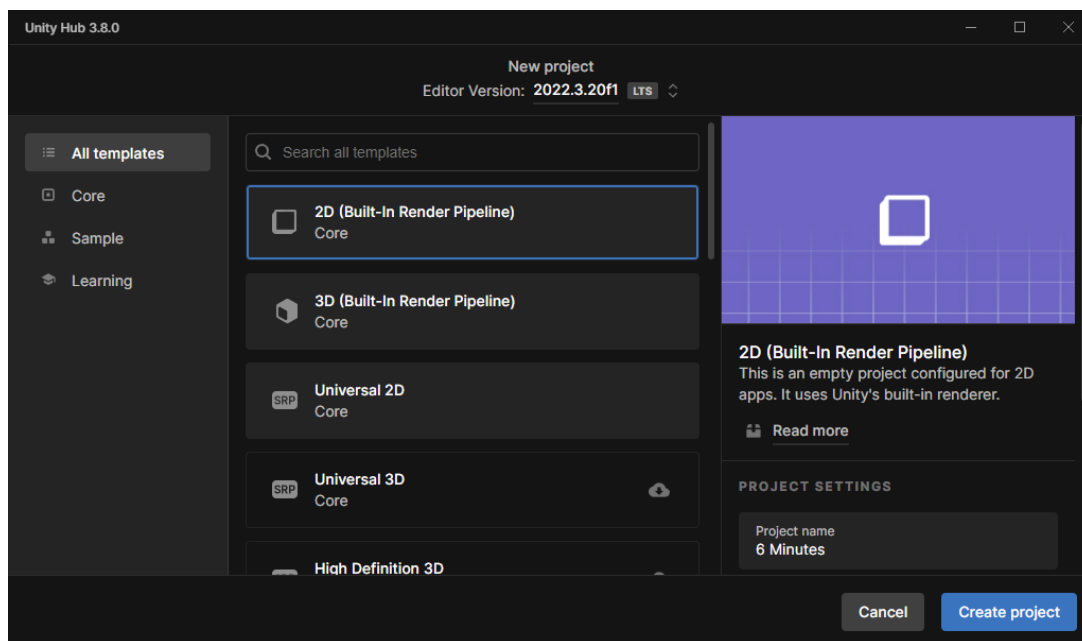 Unity Hub 3.8.0
New project
Editor Version: 2022.3.20f1 LTS
All templates
Core
Sample
Learning
Search all templates
2D (Built-In Render Pipeline)
Core
3D (Built-In Render Pipeline)
Core
SRP Universal 2D
Core
SRP Universal 3D
Core
High Definition 3D
2D (Built-In Render Pipeline)
This is an empty project configured for 2D
apps. It uses Unity's built-in renderer.
Read more
PROJECT SETTINGS
Project name
6 Minutes
Cancel
Create project